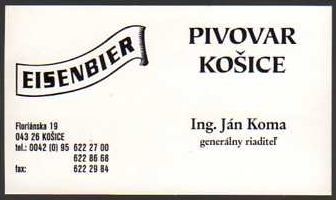 EISENBIER
PIVOVAR
KOŠICE
Ing. Ján Koma
generálny riaditeľ
Floriánska 19
043 26 KOŠICE
tel.: 0042 (0) 95 622 27 00
622 86 68
fax: 622 29 84